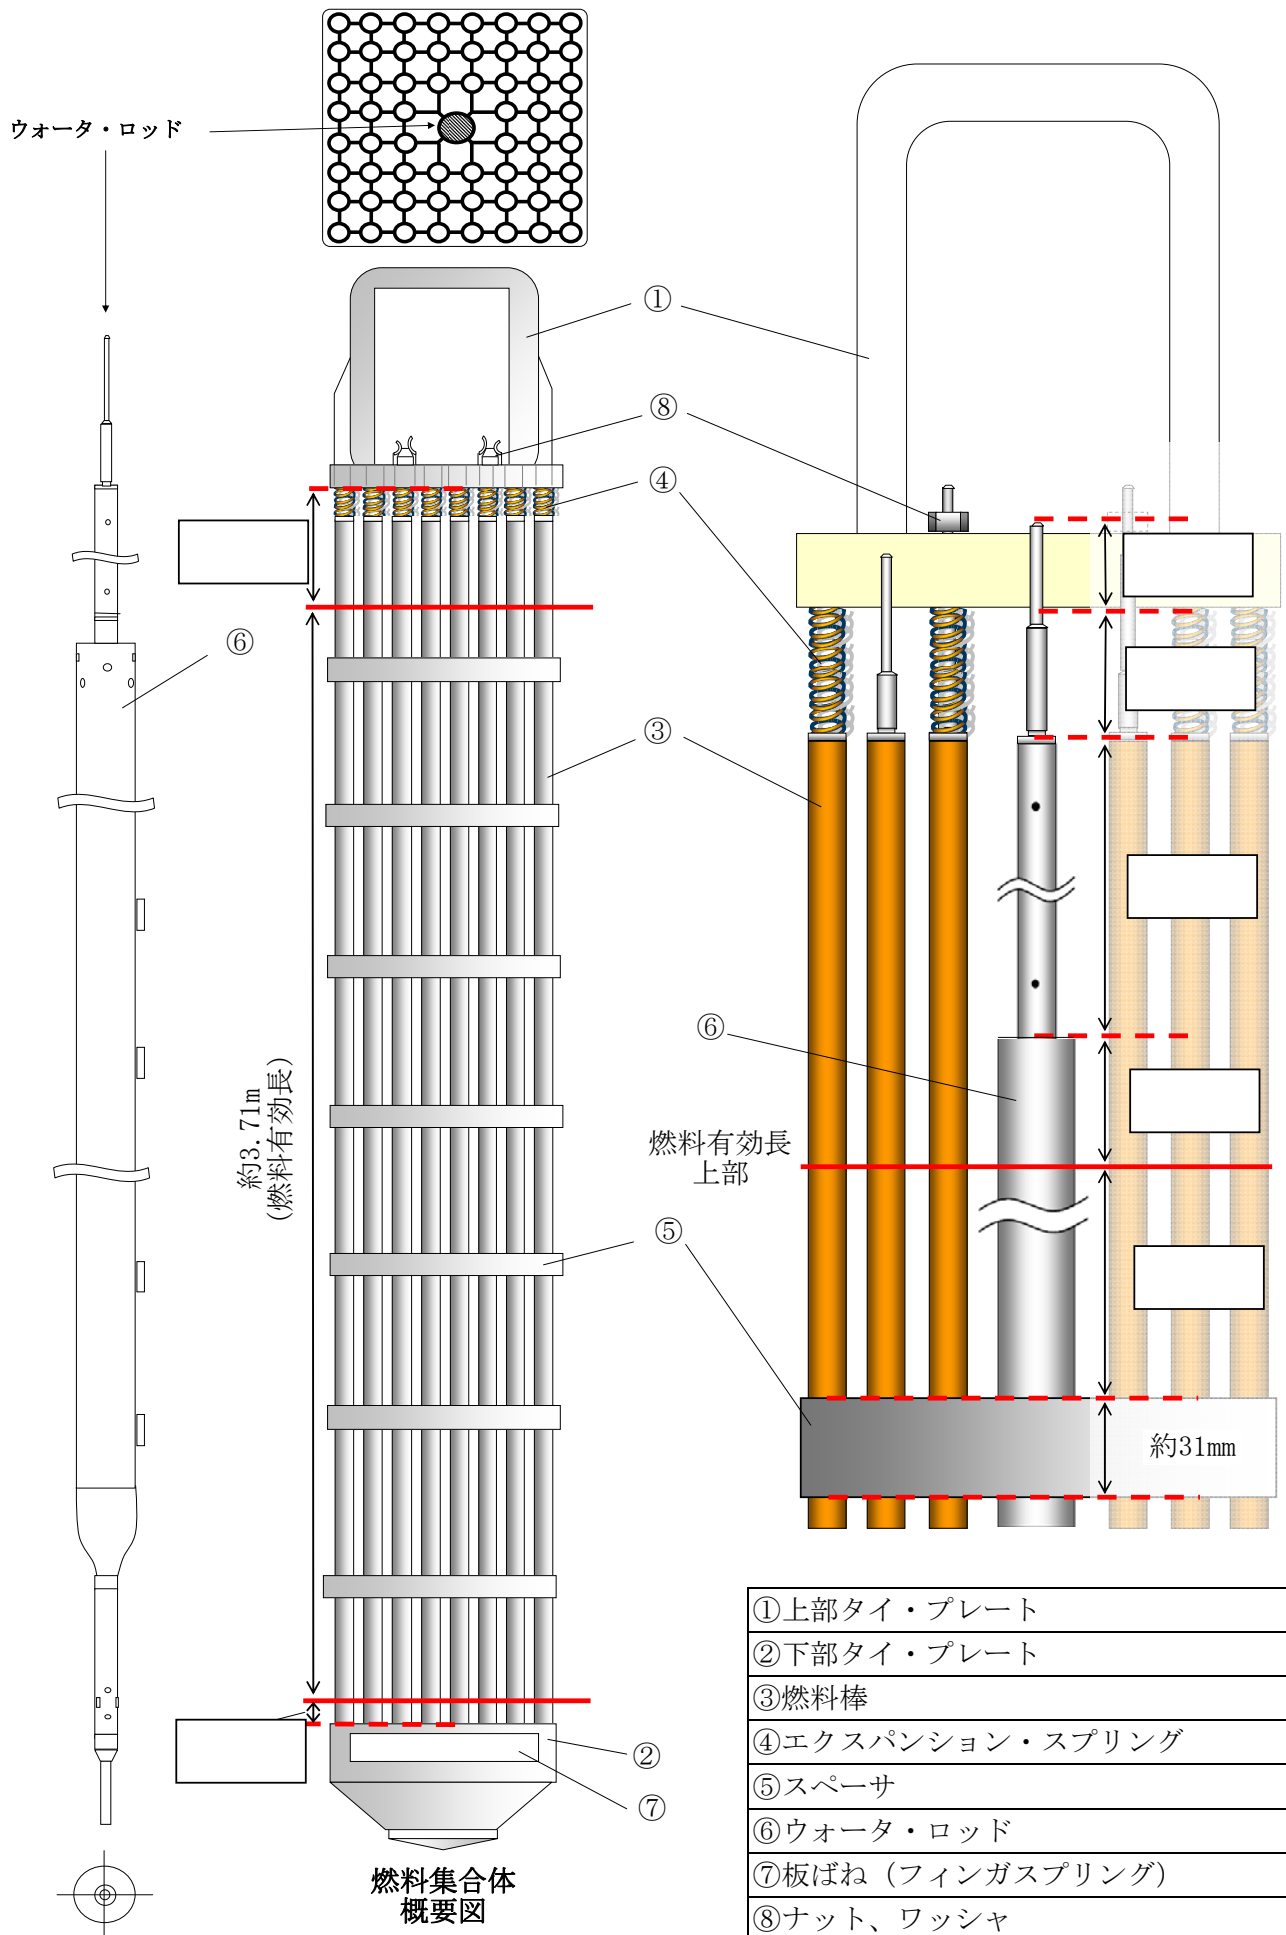 ウォータ・ロッド
①
⑧
④
⑥
③
約3.71m
(燃料有効長)
⑥
燃料有効長
上部
⑤
約31mm
②
⑦
燃料集合体
概要図
①上部タイ・プレート
②下部タイ・プレート
③燃料棒
④エクスパンション・スプリング
⑤スペーサ
⑥ウォータ・ロッド
⑦板ばね（フィンガスプリング）
⑧ナット、ワッシャ